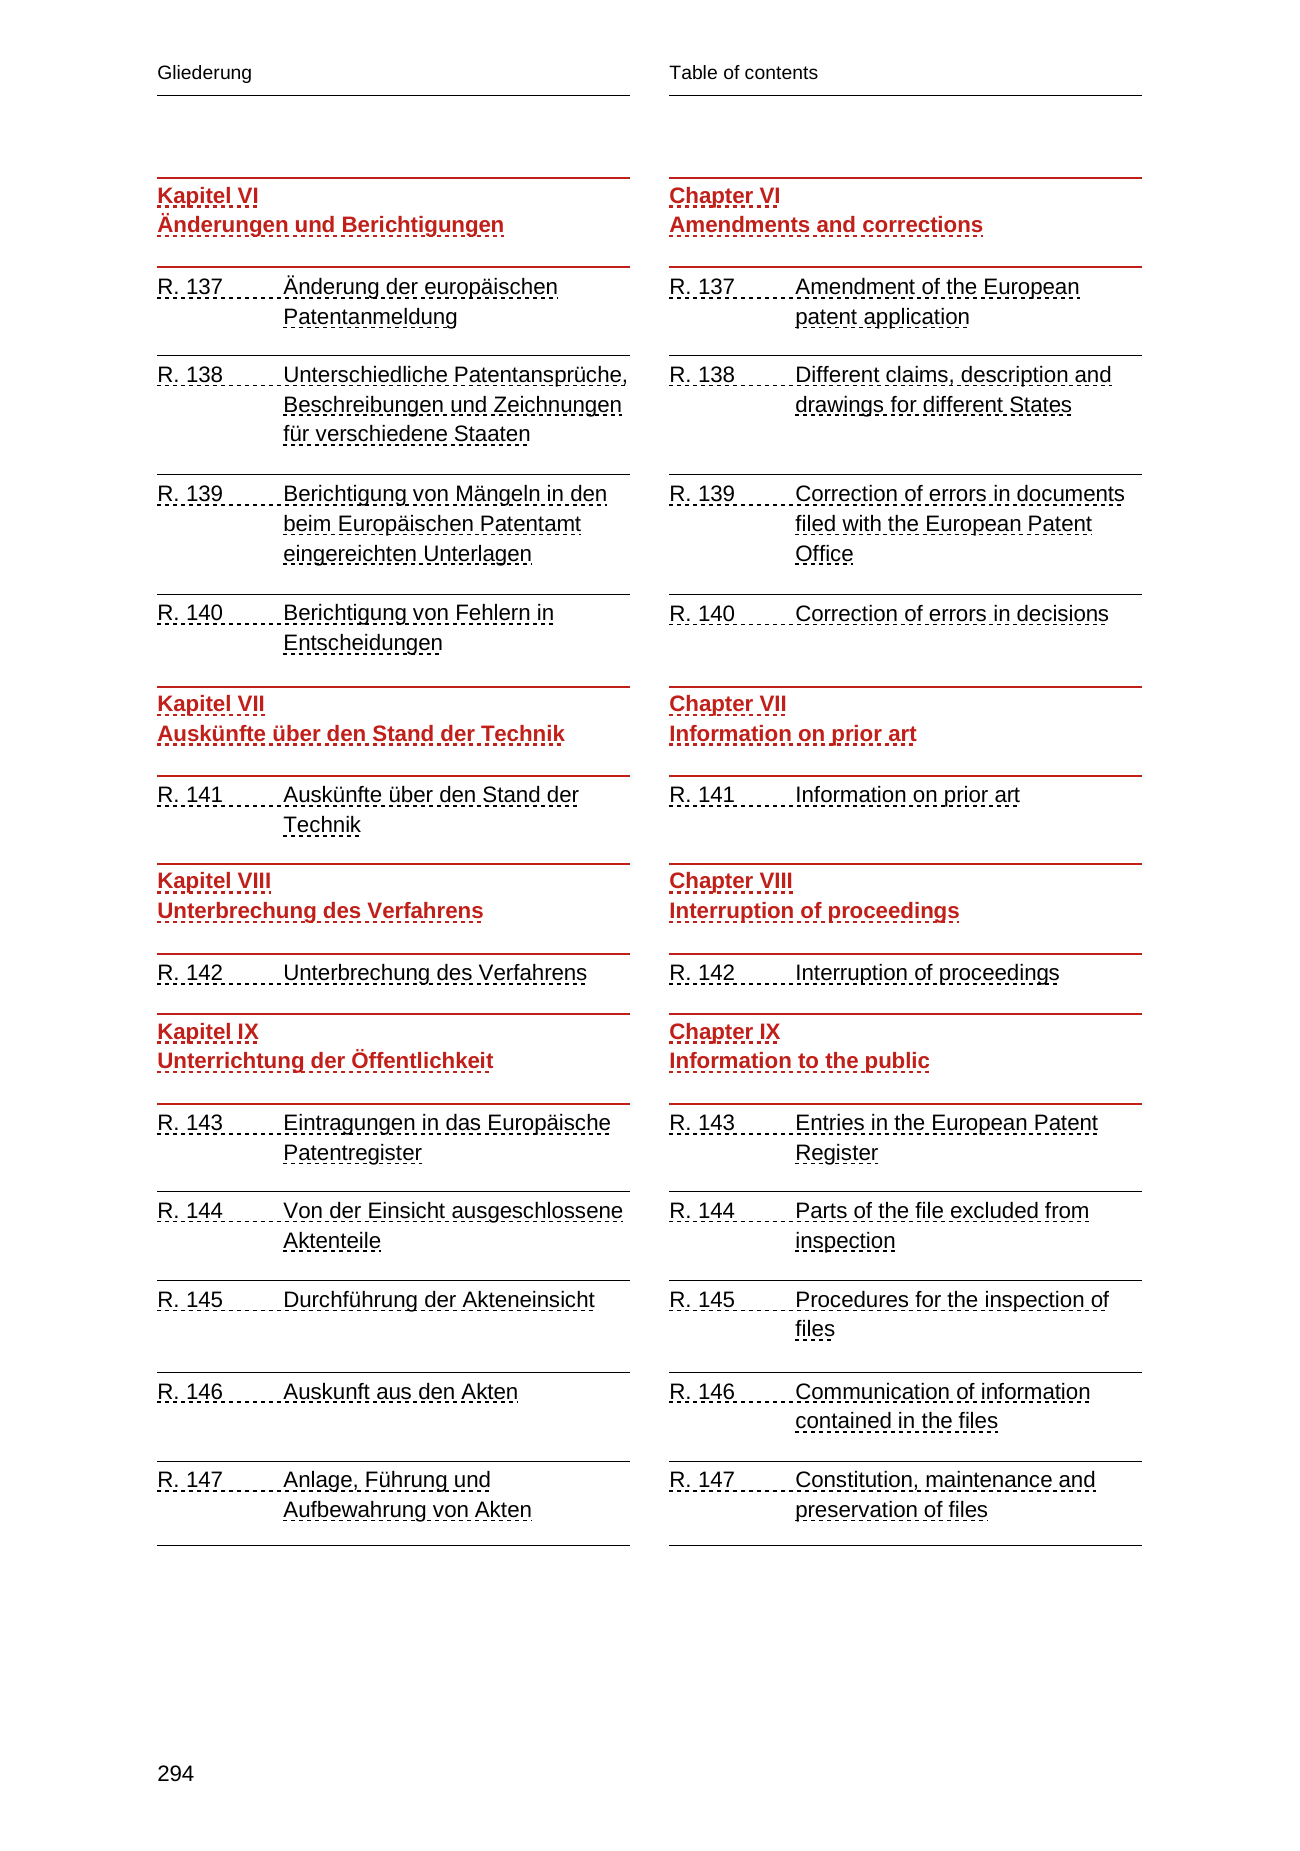 Gliederung
Kapitel VI
Änderungen und Berichtigungen
R. 137 Änderung der europäischen
Patentanmeldung
R. 138 Unterschiedliche Patentansprüche,
Beschreibungen und Zeichnungen
für verschiedene Staaten
R. 139 Berichtigung von Mängeln in den
beim Europäischen Patentamt
eingereichten Unterlagen
R. 140 Berichtigung von Fehlern in
Entscheidungen
Kapitel VII
Auskünfte über den Stand der Technik
R. 141 Auskünfte über den Stand der
Technik
Kapitel VIII
Unterbrechung des Verfahrens
R. 142 Unterbrechung des Verfahrens
Kapitel IX
Unterrichtung der Öffentlichkeit
R. 143 Eintragungen in das Europäische
Patentregister
R. 144 Von der Einsicht ausgeschlossene
Aktenteile
R. 145 Durchführung der Akteneinsicht
R. 146 Auskunft aus den Akten
R. 147 Anlage, Führung und
Aufbewahrung von Akten
Table of contents
Chapter VI
Amendments and corrections
R. 137 Amendment of the European
patent application
R. 138 Different claims, description and
drawings for different States
R. 139 Correction of errors in documents
filed with the European Patent
Office
R. 140 Correction of errors in decisions
Chapter VII
Information on prior art
R. 141 Information on prior art
Chapter VIII
Interruption of proceedings
R. 142 Interruption of proceedings
Chapter IX
Information to the public
R. 143 Entries in the European Patent
Register
R. 144 Parts of the file excluded from
inspection
R. 145 Procedures for the inspection of
files
R. 146 Communication of information
contained in the files
R. 147 Constitution, maintenance and
preservation of files
294